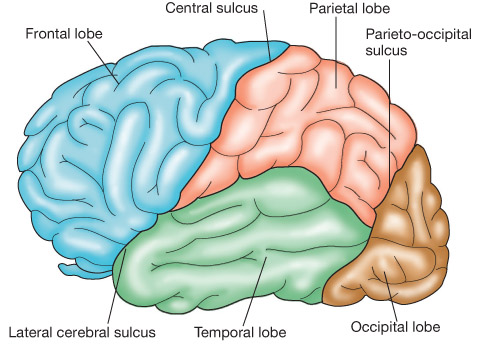 Central sulcus
Parietal lobe
Frontal lobe
Parieto-occipital
sulcus
Lateral cerebral sulcus
Temporal lobe
Occipital lobe